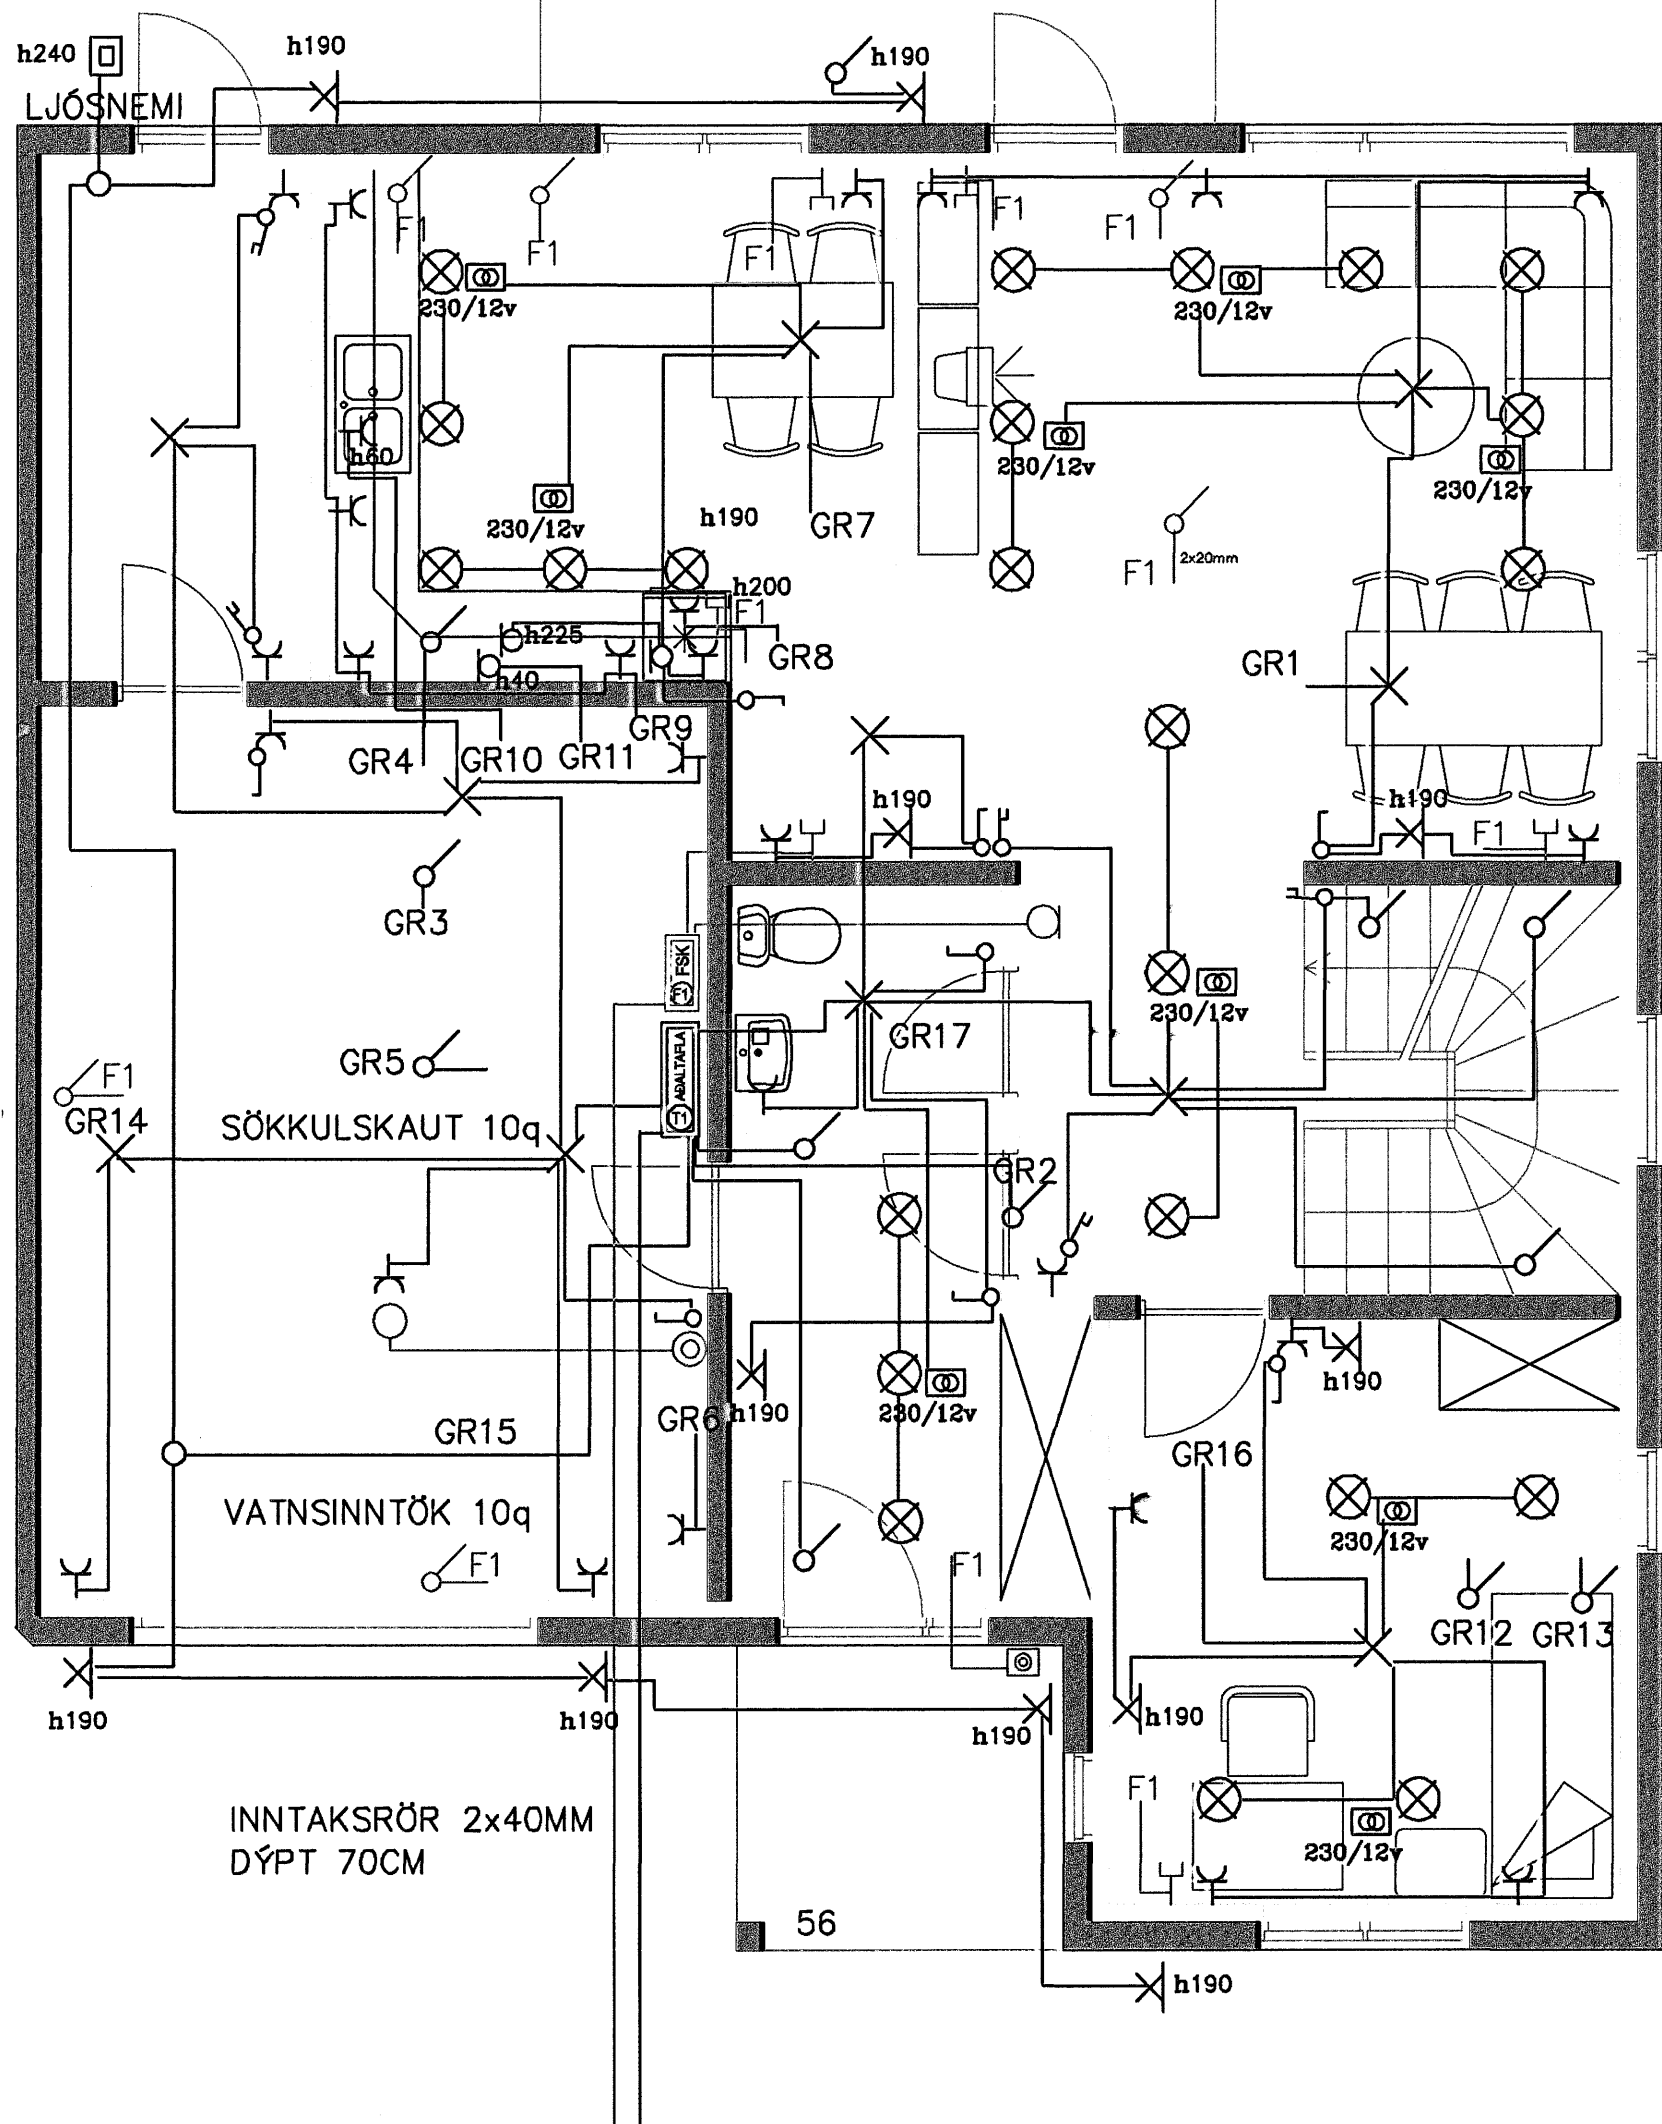 h240
h190
h190
LJÓSNEMI
F1
F1
F1
F1
F1
230/12v
230/12v
h60
230/12v
230/12v
230/12v
h190
GR7
F1
2x20mm
h200
F1
h225
GR8
GR1
h40
GR9
GR4
GR10
GR11
h190
h190
F1
GR3
F1 FSK
230/12v
GR17
GR5
F1
T1 AÐALTAFLA
GR14
SÖKKULSKAUT 10q
GR2
h190
h190
230/12v
GR6
GR15
GR16
VATNSINNTÖK 10q
230/12v
F1
F1
GR12
GR13
h190
h190
h190
h190
F1
INNTAKSRÖR 2x40MM
DÝPT 70CM
230/12v
56
h190